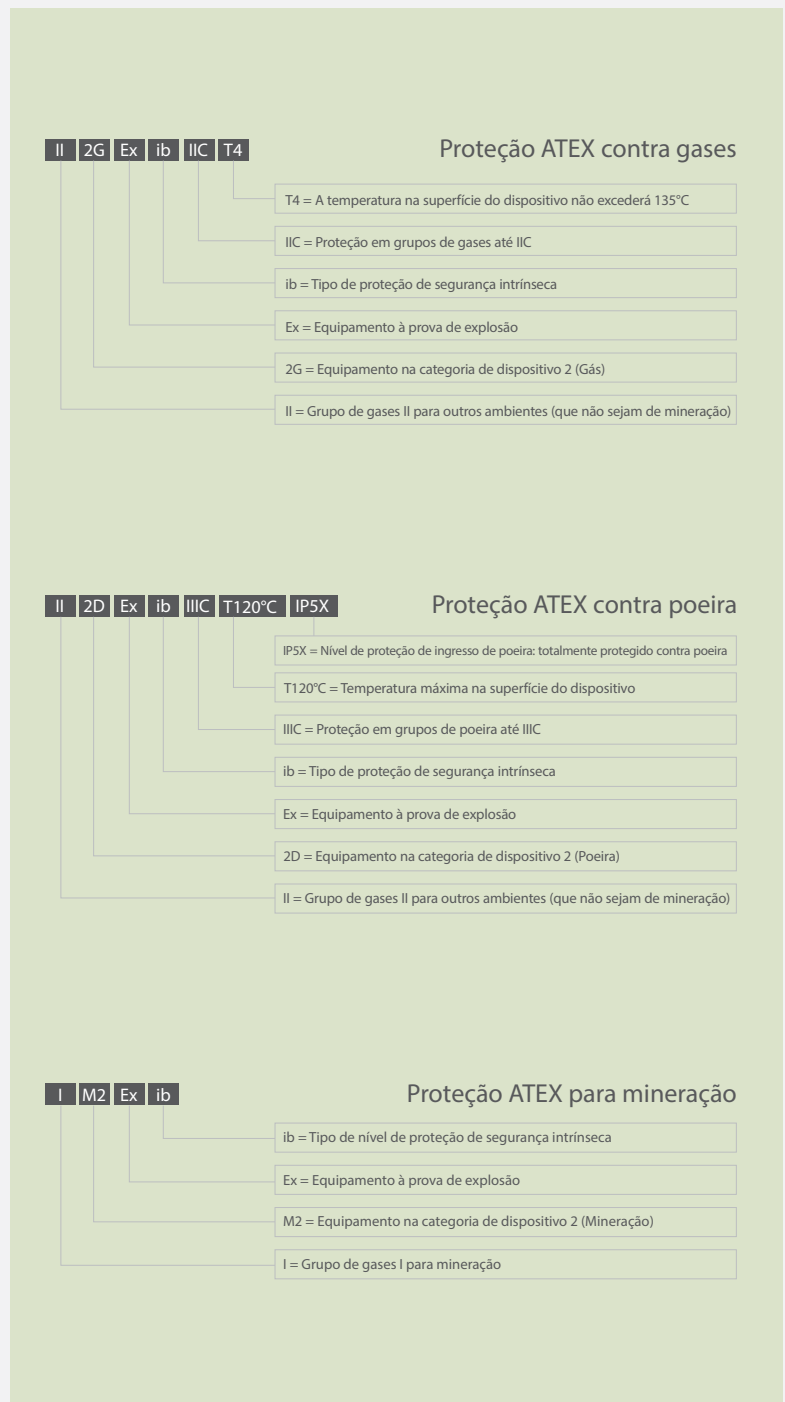 II 2G Ex ib IIC T4
Proteção ATEX contra gases
T4 = A temperatura na superfície do dispositivo não excederá 135°C
IIC = Proteção em grupos de gases até IIC
ib = Tipo de proteção de segurança intrínseca
Ex = Equipamento à prova de explosão
2G = Equipamento na categoria de dispositivo 2 (Gás)
II = Grupo de gases II para outros ambientes (que não sejam de mineração)
II 2D Ex ib IIIC T120°C IP5X
Proteção ATEX contra poeira
IP5X = Nível de proteção de ingresso de poeira: totalmente protegido contra poeira
T120°C = Temperatura máxima na superfície do dispositivo
IIIC = Proteção em grupos de poeira até IIIC
ib = Tipo de proteção de segurança intrínseca
Ex = Equipamento à prova de explosão
2D = Equipamento na categoria de dispositivo 2 (Poeira)
II = Grupo de gases II para outros ambientes (que não sejam de mineração)
I M2 Ex ib
Proteção ATEX para mineração
ib = Tipo de nível de proteção de segurança intrínseca
Ex = Equipamento à prova de explosão
M2 = Equipamento na categoria de dispositivo 2 (Mineração)
I = Grupo de gases I para mineração